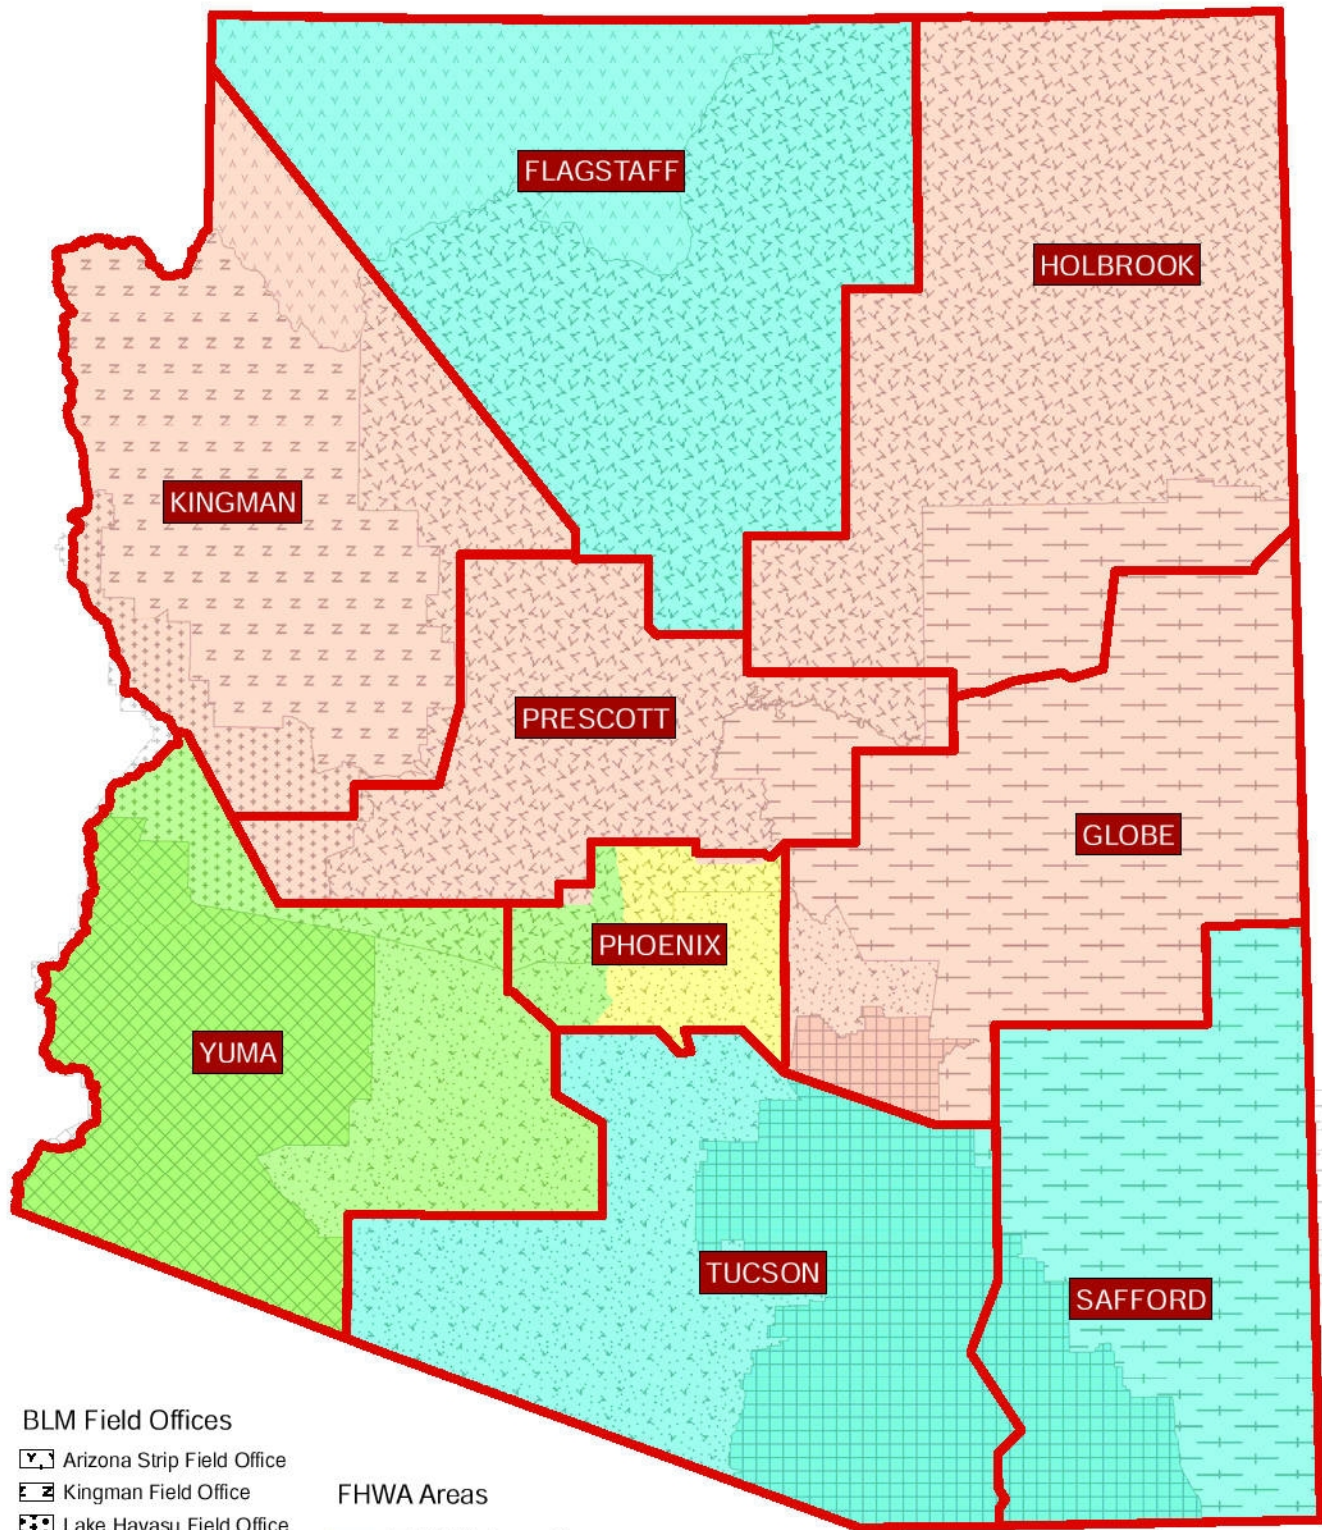 FLAGSTAFF
HOLBROOK
KINGMAN
PRESCOTT
GLOBE
PHOENIX
YUMA
TUCSON
SAFFORD
BLM Field Offices
Arizona Strip Field Office
Kingman Field Office
FHWA Areas
Lake Havasu Field Office